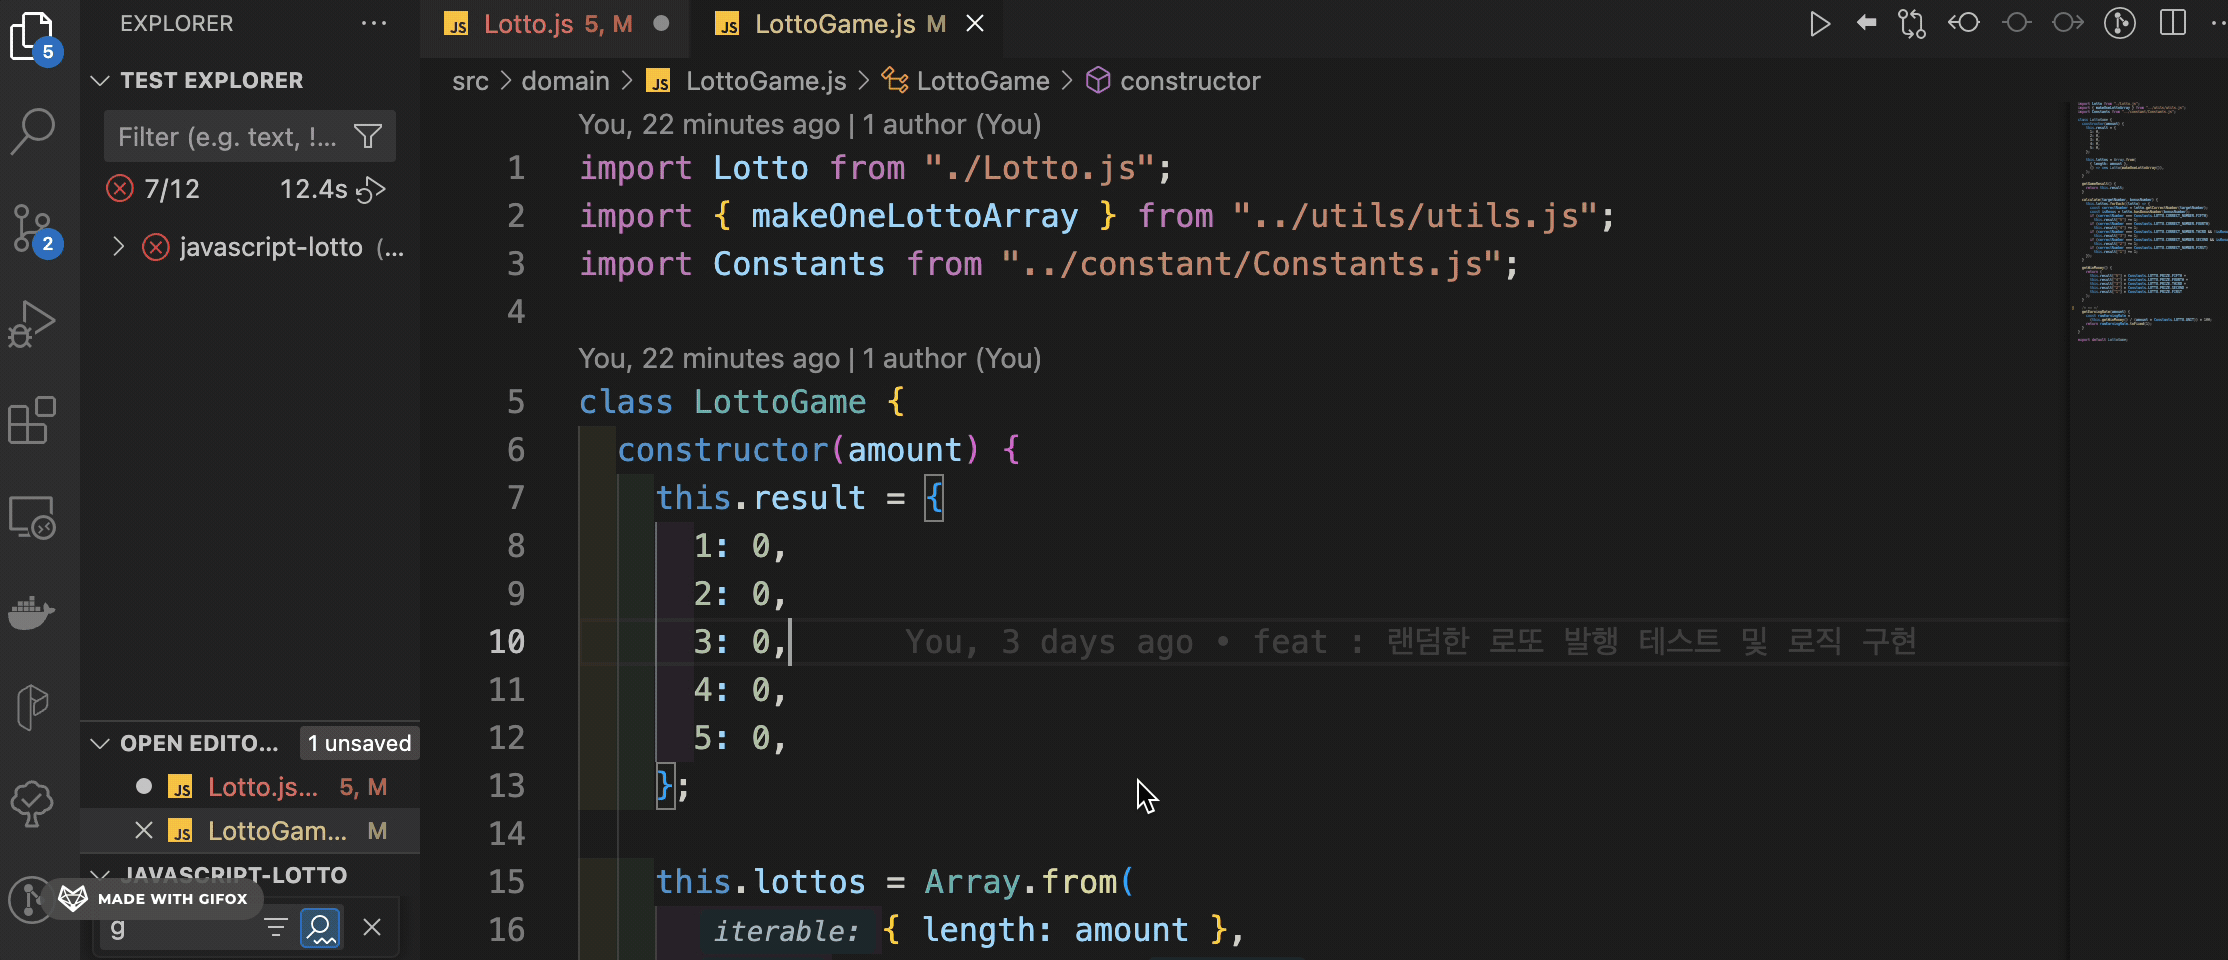 EXPLORER
TEST EXPLORER
Filter (e.g. text, !...
7/12 12.4s
javascript-lotto (...
OPEN EDITO... 1 unsaved
Lotto.js... 5, M
LottoGam... M
JAVASCRIPT-LOTTO
MADE WITH GIFOX
g
5
2
Lotto.js 5, M
LottoGame.js M
src > domain > JS LottoGame.js > LottoGame > constructor
You, 22 minutes ago | 1 author (You)
1 import Lotto from "./Lotto.js";
2 import { makeOneLottoArray } from "../utils/utils.js";
3 import Constants from "../constant/Constants.js";
4
You, 22 minutes ago | 1 author (You)
5 class LottoGame {
6 constructor(amount) {
7 this.result = {
8 1: 0,
9 2: 0,
10 3: 0, You, 3 days ago • feat : 랜덤한 로또 발행 테스트 및 로직 구현
11 4: 0,
12 5: 0,
13 };
14
15 this.lottos = Array.from(
16 iterable: { length: amount },